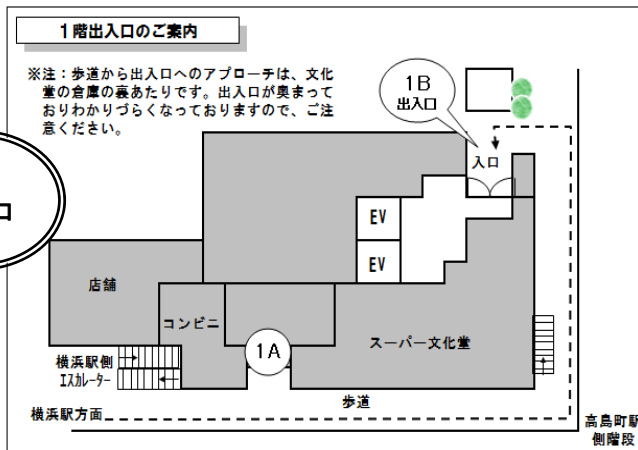 1階出入口のご案内
※注：歩道から出入口へのアプローチは、文化
堂の倉庫の裏あたりです。出入口が奥まって
おりわかりづらくなっておりますので、ご注
意ください。
1B
出入口
入口
口
EV
EV
店舗
コンビニ
スーパー文化堂
1A
横浜駅側
エスカレーター
歩道
横浜駅方面
高島町駅
側階段